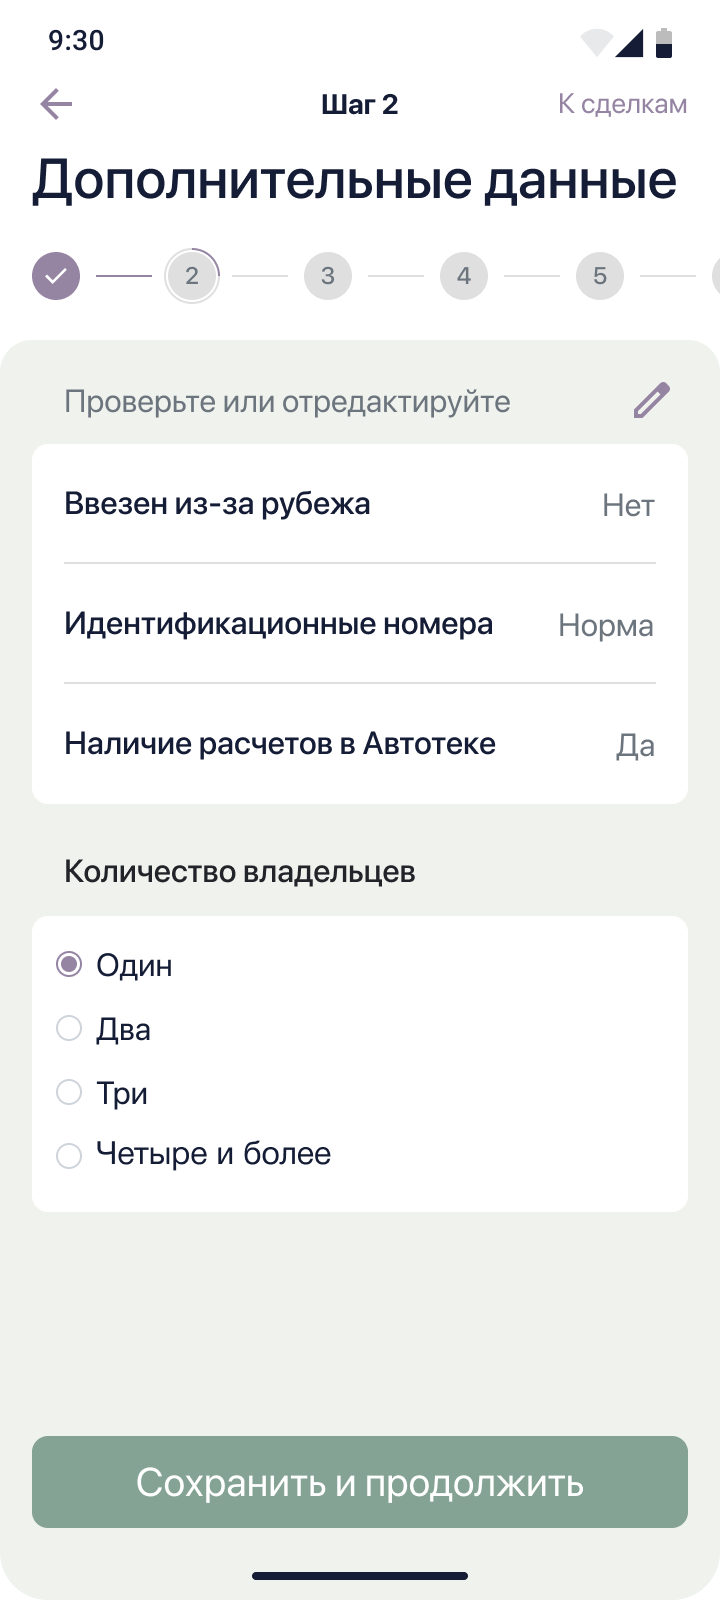 9:30
Шаг 2
К сделкам
Дополнительные данные
2 3 4 5
Проверьте или отредактируйте
Ввезен из-за рубежа Нет
Идентификационные номера Норма
Наличие расчетов в Автотеке Да
Количество владельцев
Один
Два
Три
Четыре и более
Сохранить и продолжить